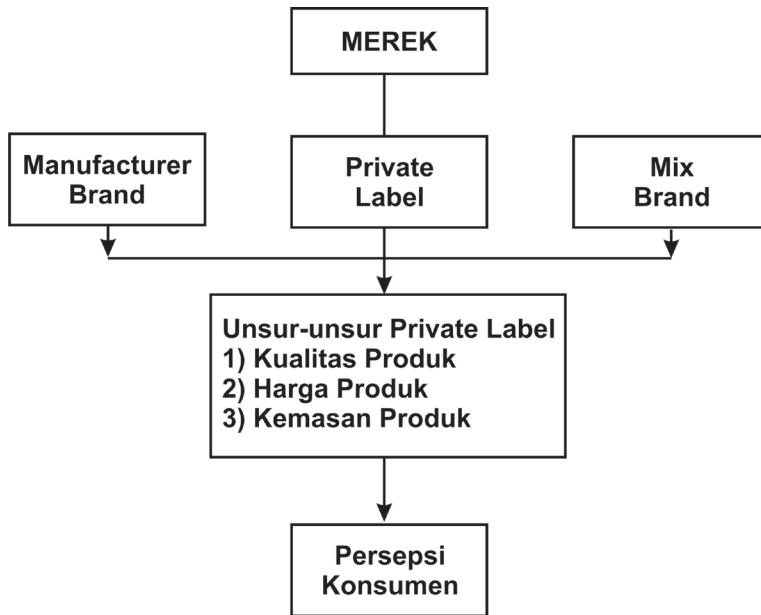 MEREK
Manufacturer
Brand
Private
Label
Mix
Brand
Unsur-unsur Private Label
1) Kualitas Produk
2) Harga Produk
3) Kemasan Produk
Persepsi
Konsumen